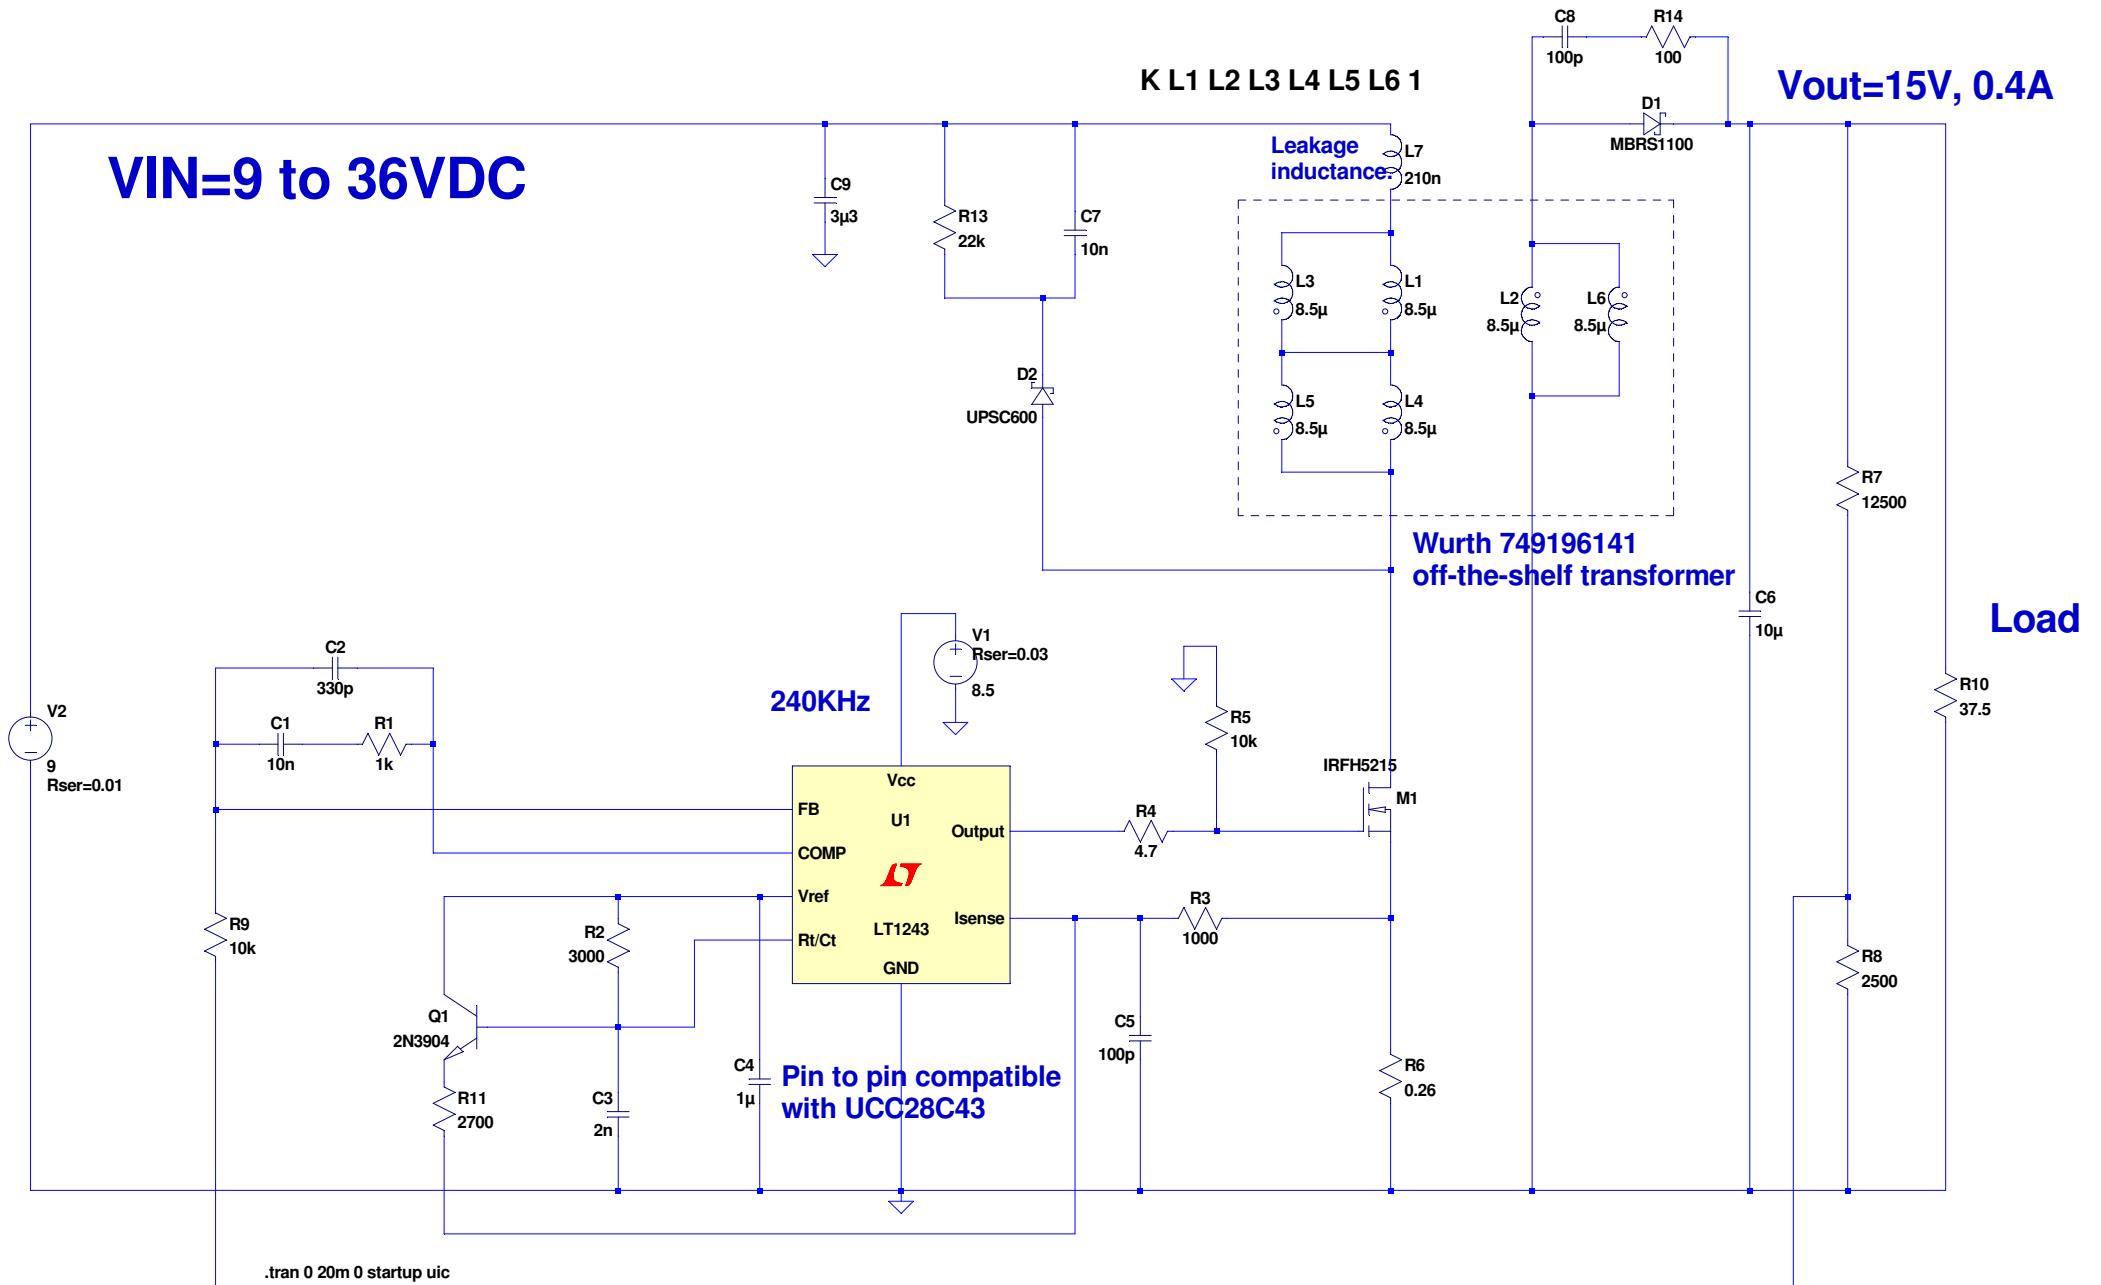 C8
100p
R14
100
K L1 L2 L3 L4 L5 L6 1
Vout=15V, 0.4A
D1
MBRS1100
VIN=9 to 36VDC
Leakage
inductance.
L7
210n
C9
3µ3
R13
22k
C7
10n
L3
8.5µ
L1
8.5µ
L2
8.5µ
L6
8.5µ
D2
UPSC600
L5
8.5µ
L4
8.5µ
R7
12500
Wurth 749196141
off-the-shelf transformer
C6
10µ
Load
V1
Rser=0.03
8.5
C2
330p
240KHz
R10
37.5
V2
9
Rser=0.01
C1
10n
R1
1k
R5
10k
IRFH5215
M1
Vcc
FB
U1
Output
COMP
R4
4.7
Vref
Isense
LT1243
Rt/Ct
GND
R3
1000
R9
10k
R2
3000
R8
2500
Q1
2N3904
C5
100p
C4
1µ
Pin to pin compatible
with UCC28C43
R6
0.26
R11
2700
C3
2n
.tran 0 20m 0 startup uic